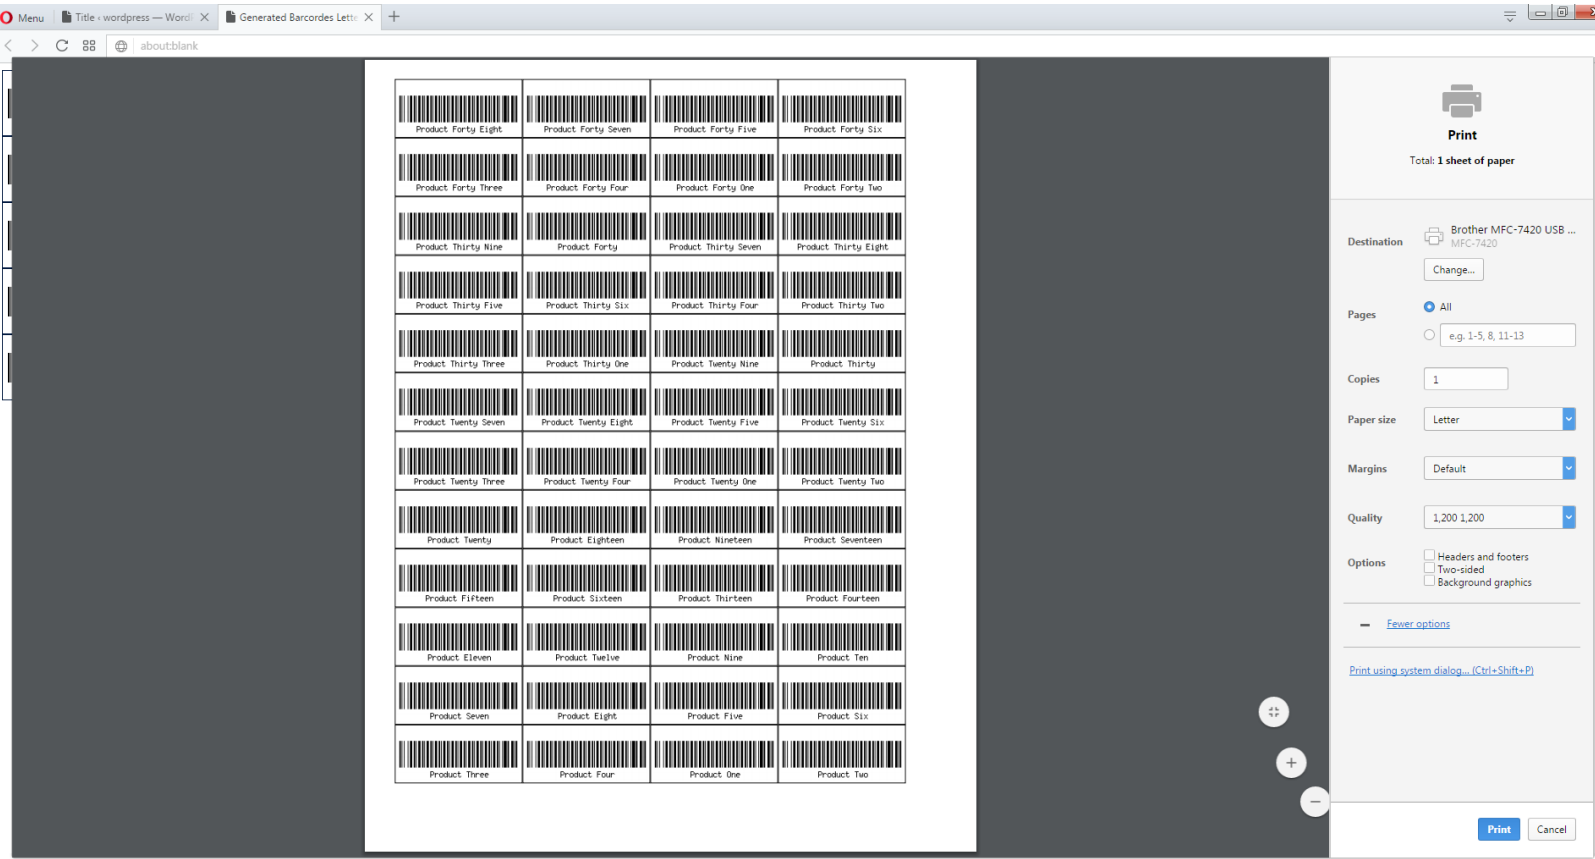 Menu
Title ‹ wordpress — Word
Generated Barcordes Lette
about:blank
Product Forty Eight Product Forty Seven Product Forty Five Product Forty Six
Product Forty Three Product Forty Four Product Forty One Product Forty Two
Product Thirty Nine Product Forty Product Thirty Seven Product Thirty Eight
Product Thirty Five Product Thirty Six Product Thirty Four Product Thirty Two
Product Thirty Three Product Thirty One Product Twenty Nine Product Thirty
Product Twenty Seven Product Twenty Eight Product Twenty Five Product Twenty Six
Product Twenty Three Product Twenty Four Product Twenty One Product Twenty Two
Product Twenty Product Eighteen Product Nineteen Product Seventeen
Product Fifteen Product Sixteen Product Thirteen Product Fourteen
Product Eleven Product Twelve Product Nine Product Ten
Product Seven Product Eight Product Five Product Six
Product Three Product Four Product One Product Two
Print
Total: 1 sheet of paper
Destination
Brother MFC-7420 USB ...
MFC-7420
Change...
Pages
All
e.g. 1-5, 8, 11-13
Copies
1
Paper size
Letter
Margins
Default
Quality
1,200 1,200
Options
Headers and footers
Two-sided
Background graphics
Fewer options
Print using system dialog... (Ctrl+Shift+P)
Print
Cancel